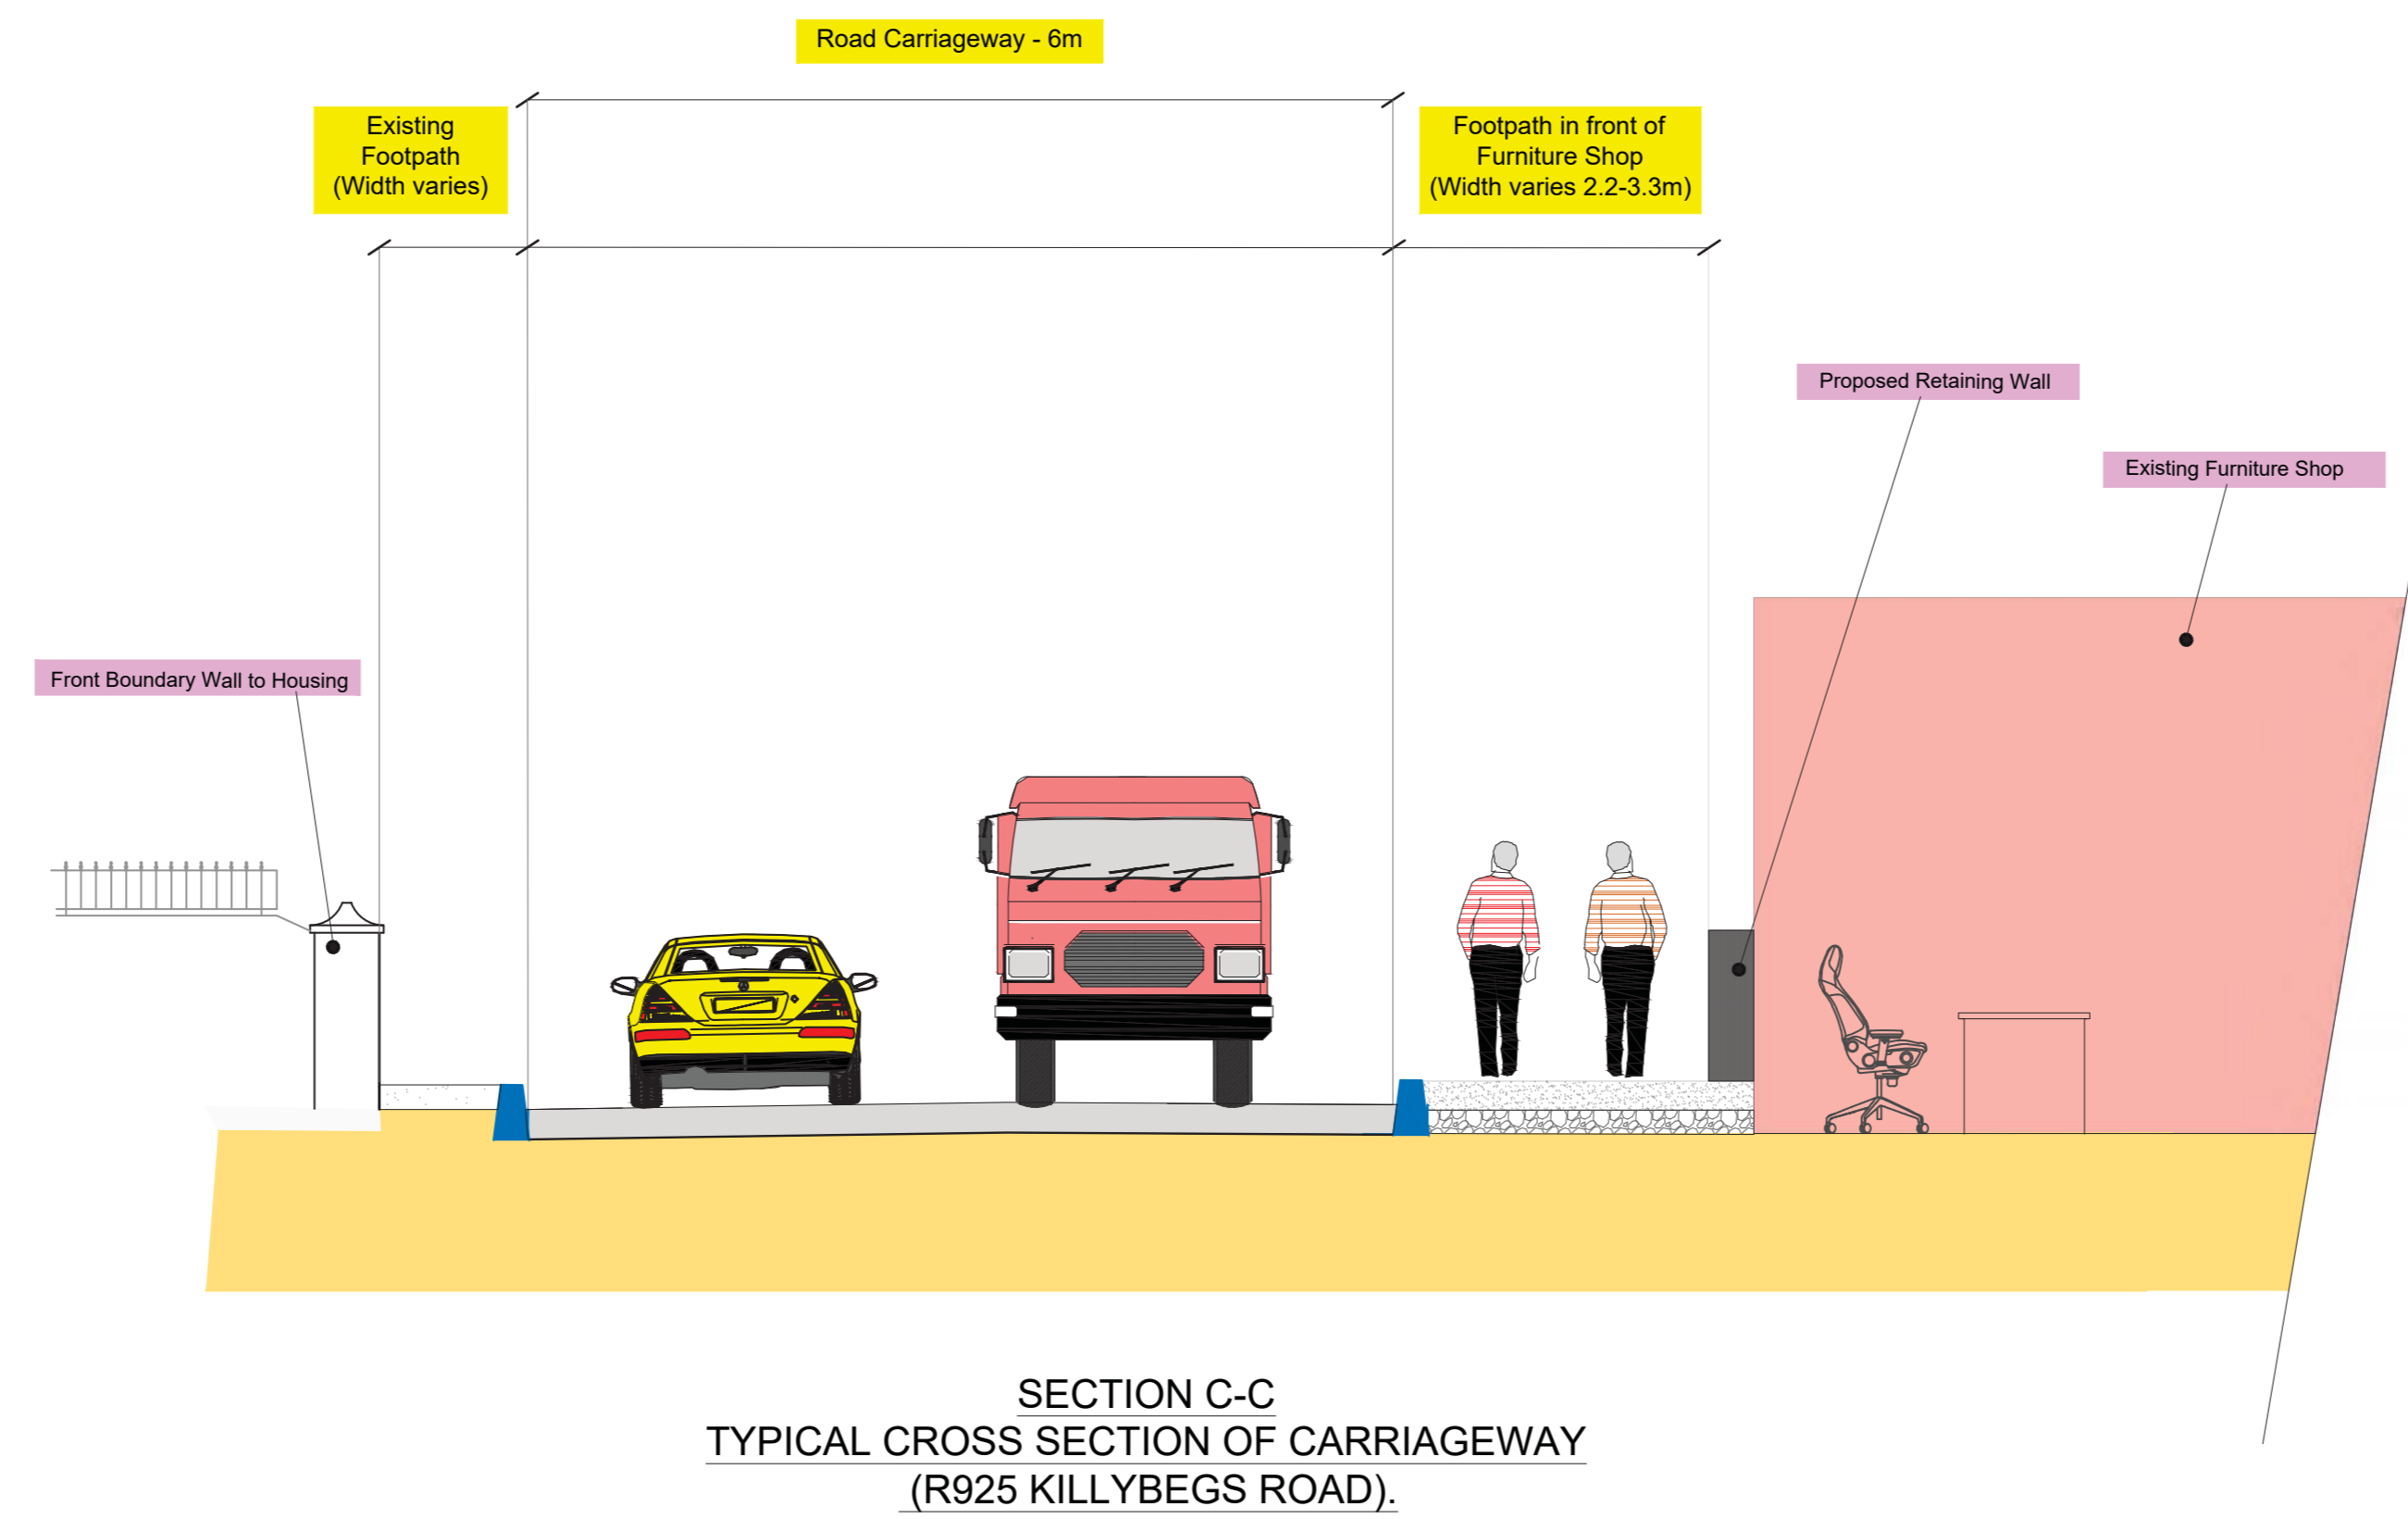 Road Carriageway - 6m
Existing
Footpath
(Width varies)
Footpath in front of
Furniture Shop
(Width varies 2.2-3.3m)
Proposed Retaining Wall
Existing Furniture Shop
Front Boundary Wall to Housing
SECTION C-C
TYPICAL CROSS SECTION OF CARRIAGEWAY
(R925 KILLYBEGS ROAD).